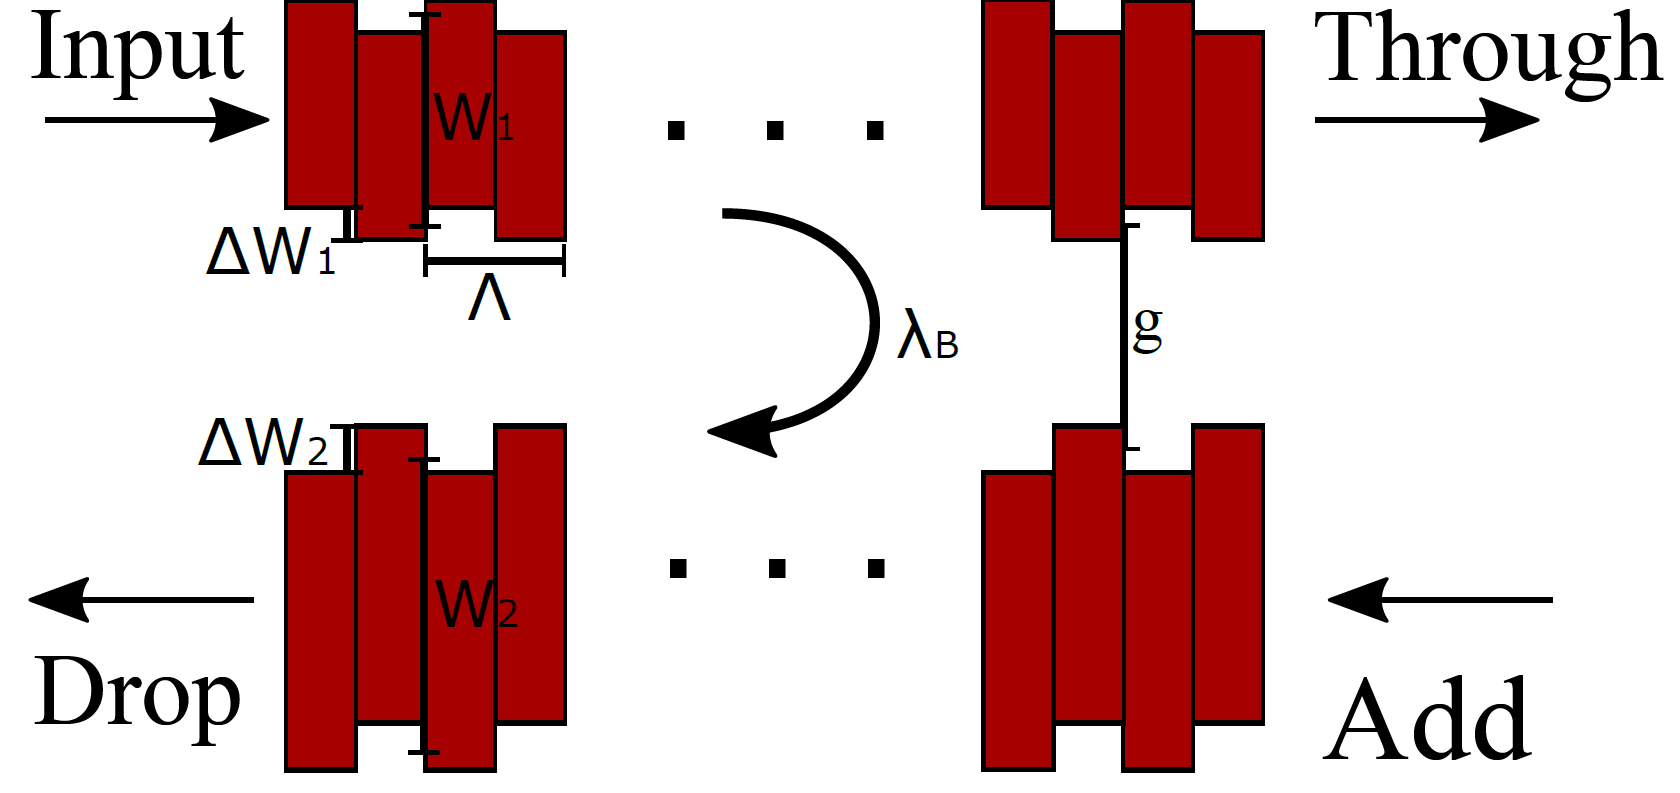 Input
Through
W1
ΔW1
Λ
g
λB
ΔW2
W2
Drop
Add